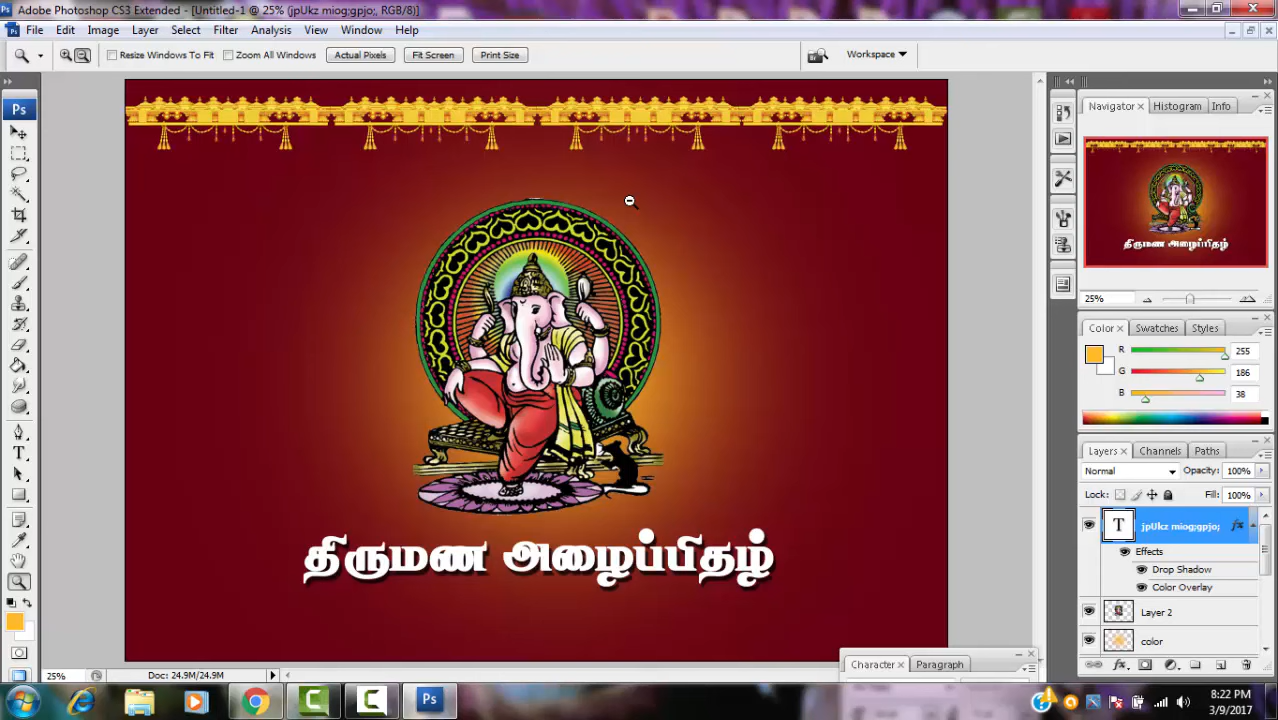 Adobe Photoshop CS3 Extended - [Untitled-1 @ 25% (jpUkz miog;gpjo;, RGB/8)]
File Edit Image Layer Select Filter Analysis View Window Help
Resize Windows To Fit Zoom All Windows Actual Pixels Fit Screen Print Size Workspace
Ps
Navigator × Histogram Info
25%
Color × Swatches Styles
R 255
G 186
B 38
Layers × Channels Paths
Normal Opacity: 100%
Lock: Fill: 100%
T jpUkz miog;gpjo; fx
Effects
Drop Shadow
Color Overlay
Layer 2
color
திருமண அழைப்பிதழ்
Character × Paragraph
25% Doc: 24.9M/24.9M
8:22 PM
3/9/2017